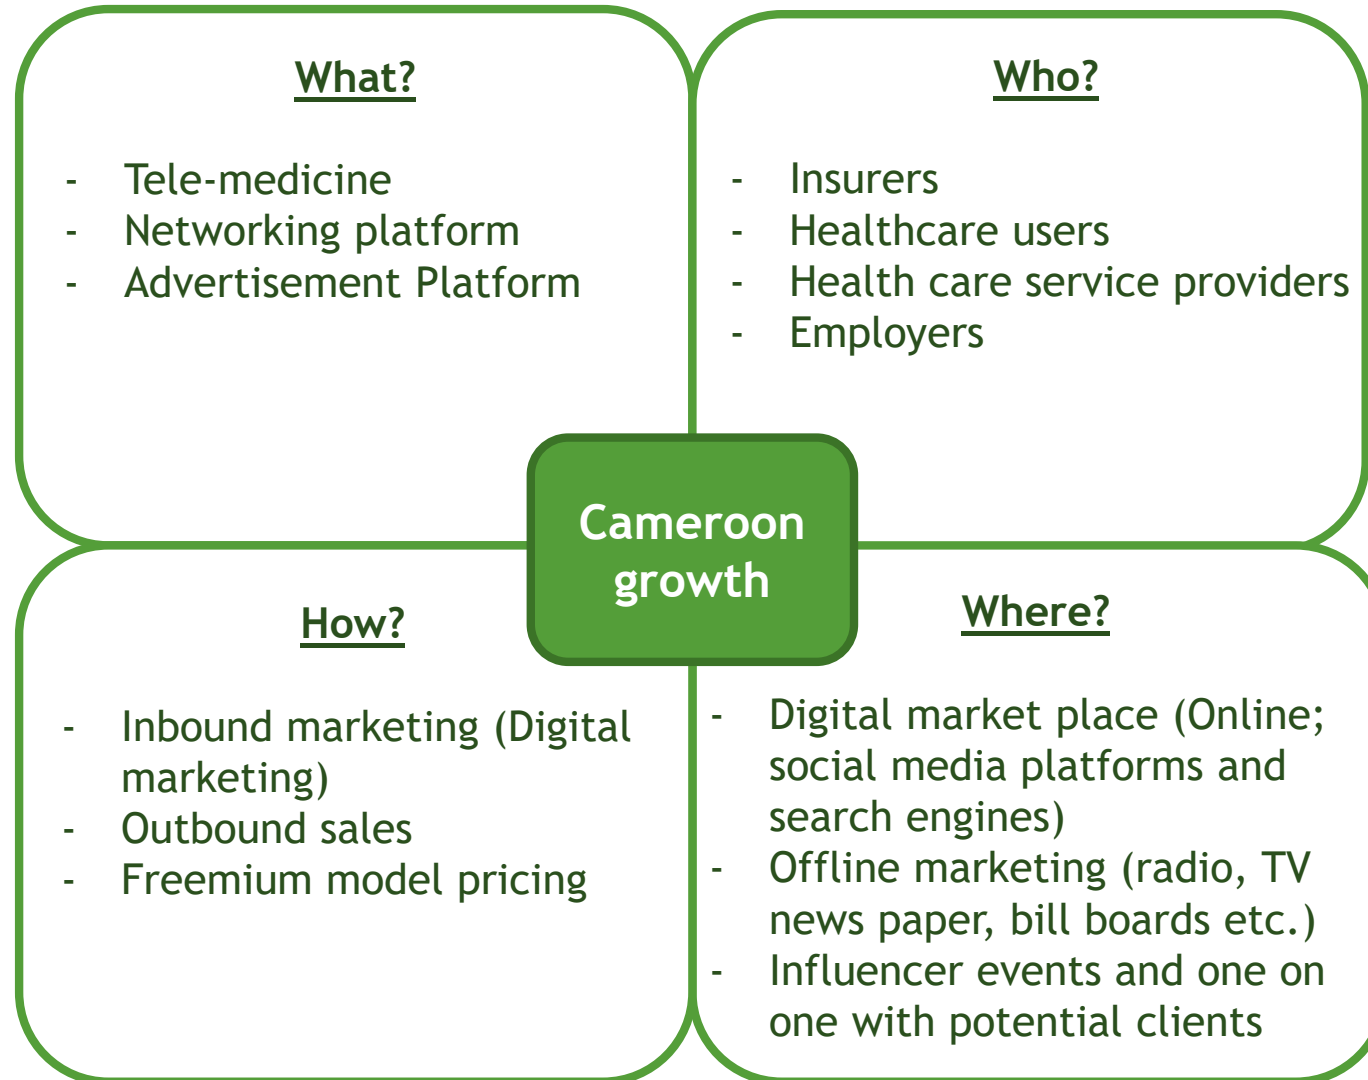 What?
- Tele-medicine
- Networking platform
- Advertisement Platform
Who?
- Insurers
- Healthcare users
- Health care service providers
- Employers
Cameroon
growth
How?
- Inbound marketing (Digital
marketing)
- Outbound sales
- Freemium model pricing
Where?
- Digital market place (Online;
social media platforms and
search engines)
- Offline marketing (radio, TV
news paper, bill boards etc.)
- Influencer events and one on
one with potential clients